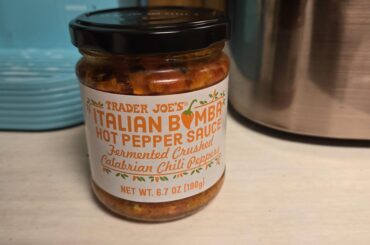 TRADER JOE'S
ITALIAN BOMBA
HOT PEPPER SAUCE
Fermented Crushed
Calabrian Chili Peppers
NET WT. 6.7 OZ (190g)